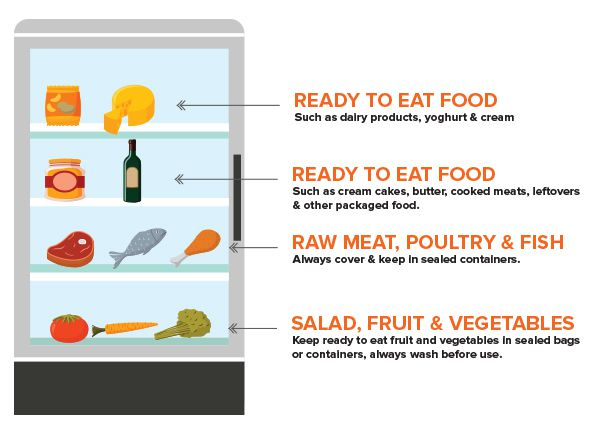 READY TO EAT FOOD
Such as dairy products, yoghurt & cream
READY TO EAT FOOD
Such as cream cakes, butter, cooked meats, leftovers
& other packaged food.
RAW MEAT, POULTRY & FISH
Always cover & keep in sealed containers.
SALAD, FRUIT & VEGETABLES
Keep ready to eat fruit and vegetables in sealed bags
or containers, always wash before use.